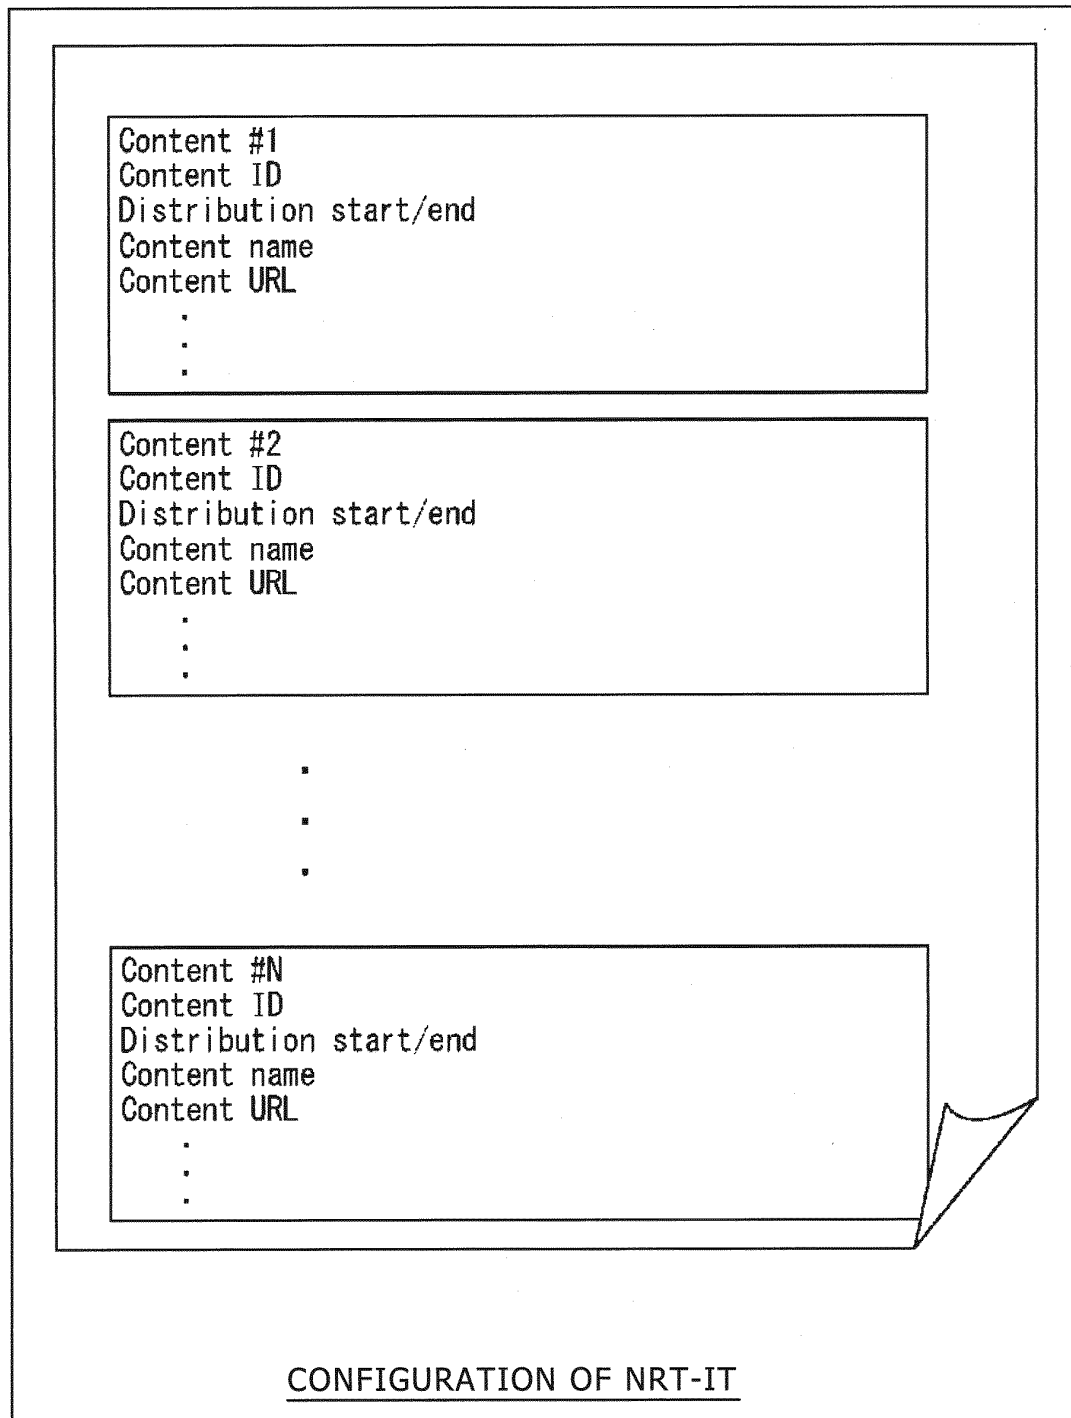 Content #1
Content ID
Distribution start/end
Content name
Content URL
.
.
.
Content #2
Content ID
Distribution start/end
Content name
Content URL
.
.
.
.
.
.
Content #N
Content ID
Distribution start/end
Content name
Content URL
.
.
.
CONFIGURATION OF NRT-IT